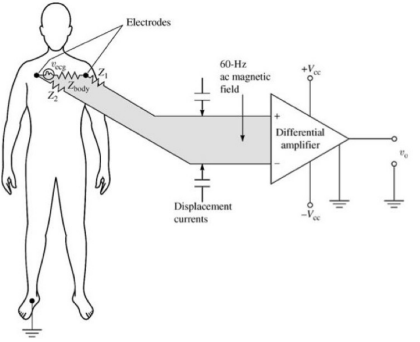 Electrodes
v_ecg
Z_1
Z_body
Z_2
60-Hz
ac magnetic
field
+V_cc
+
Differential
amplifier
−
v_o
Displacement
currents
−V_cc